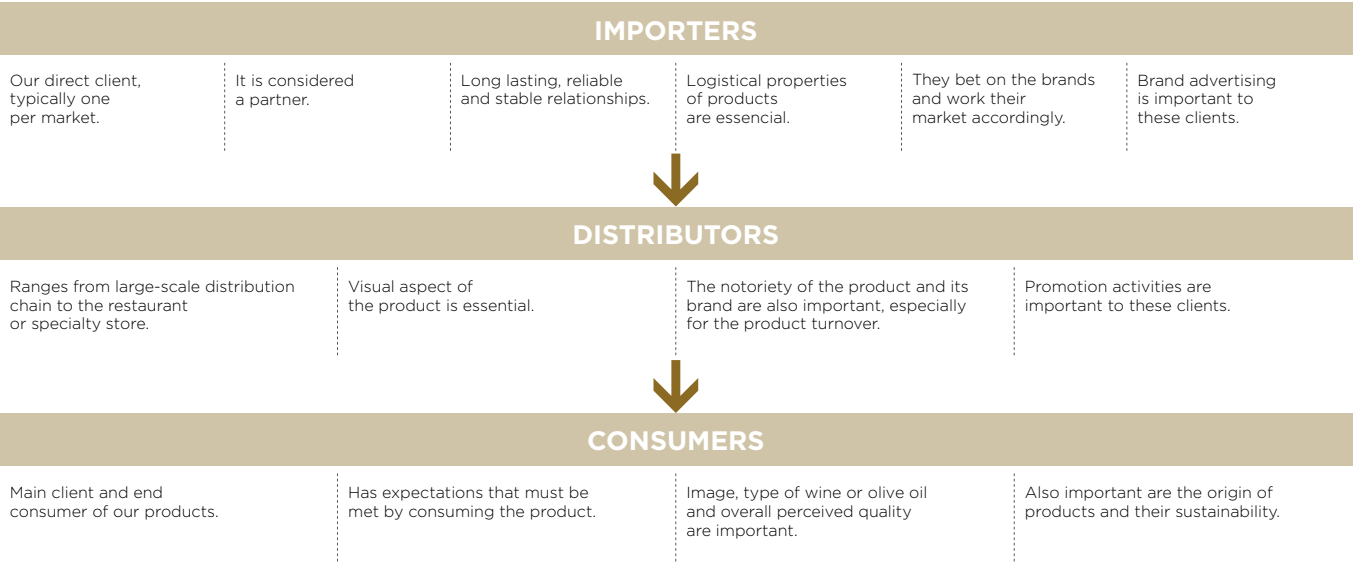 IMPORTERS
Our direct client,
typically one
per market.
It is considered
a partner.
Long lasting, reliable
and stable relationships.
Logistical properties
of products
are essencial.
They bet on the brands
and work their
market accordingly.
Brand advertising
is important to
these clients.
DISTRIBUTORS
Ranges from large-scale distribution
chain to the restaurant
or specialty store.
Visual aspect of
the product is essential.
The notoriety of the product and its
brand are also important, especially
for the product turnover.
Promotion activities are
important to these clients.
CONSUMERS
Main client and end
consumer of our products.
Has expectations that must be
met by consuming the product.
Image, type of wine or olive oil
and overall perceived quality
are important.
Also important are the origin of
products and their sustainability.